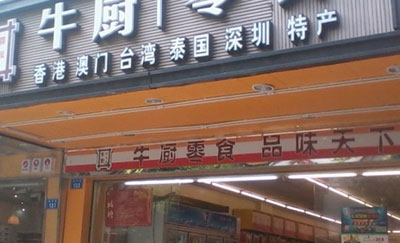 牛厨 零
香港 澳门 台湾 泰国 深圳 特产
牛厨零食 品味天下